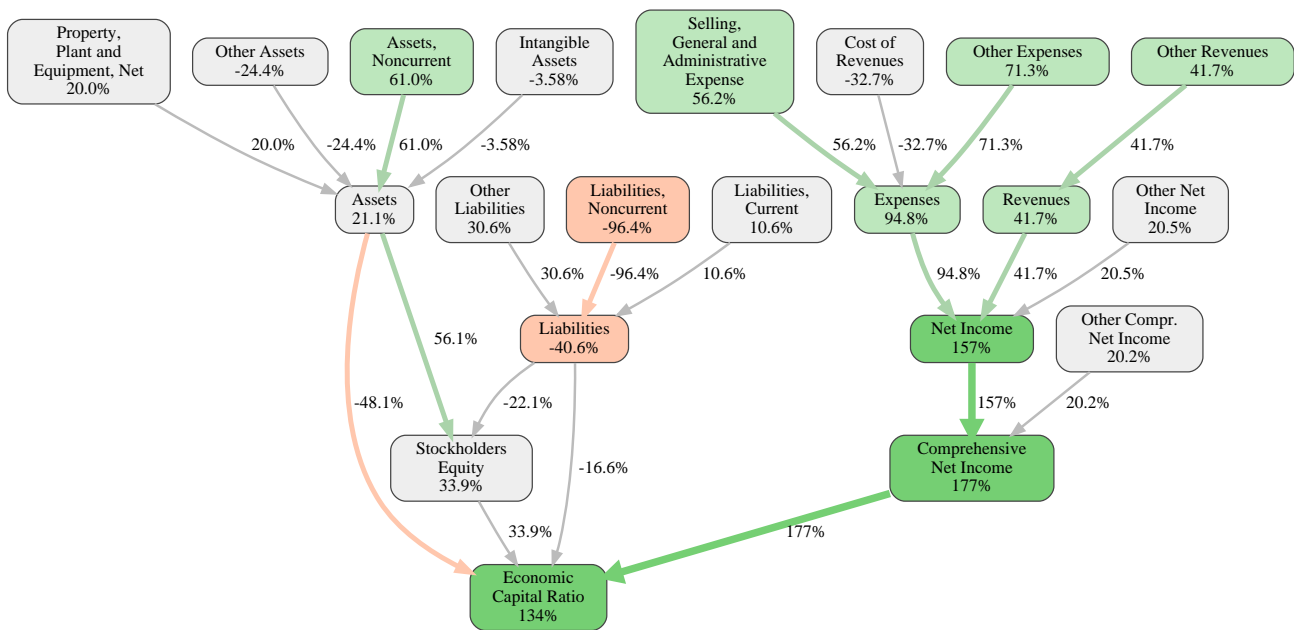 Property,
Plant and
Equipment, Net
20.0%
Other Assets
-24.4%
Assets,
Noncurrent
61.0%
Intangible
Assets
-3.58%
Selling,
General and
Administrative
Expense
56.2%
Cost of
Revenues
-32.7%
Other Expenses
71.3%
Other Revenues
41.7%
20.0%
-24.4%
61.0%
-3.58%
56.2%
-32.7%
71.3%
41.7%
Assets
21.1%
Other
Liabilities
30.6%
Liabilities,
Noncurrent
-96.4%
Liabilities,
Current
10.6%
Expenses
94.8%
Revenues
41.7%
Other Net
Income
20.5%
30.6%
-96.4%
10.6%
94.8%
41.7%
20.5%
56.1%
Liabilities
-40.6%
Net Income
157%
Other Compr.
Net Income
20.2%
-48.1%
-22.1%
157%
20.2%
Stockholders
Equity
33.9%
-16.6%
Comprehensive
Net Income
177%
33.9%
177%
Economic
Capital Ratio
134%